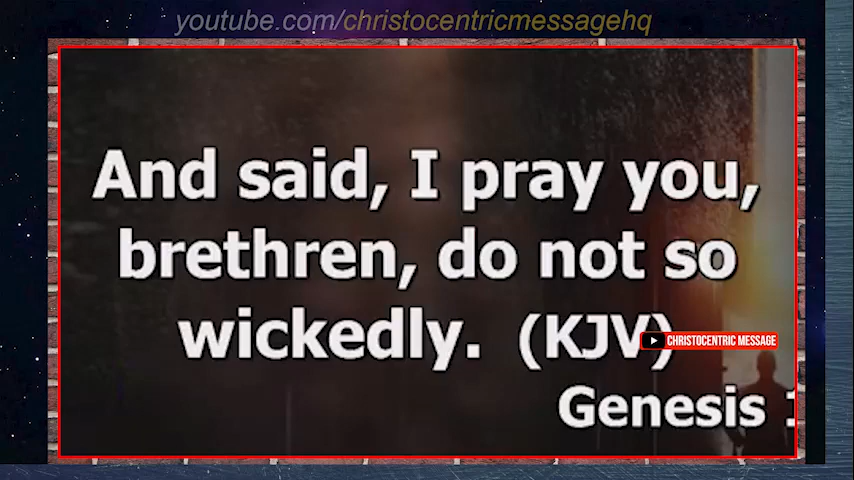 youtube.com/christocentricmessagehq
And said, I pray you,
brethren, do not so
wickedly. (KJV)
CHRISTOCENTRIC MESSAGE
Genesis